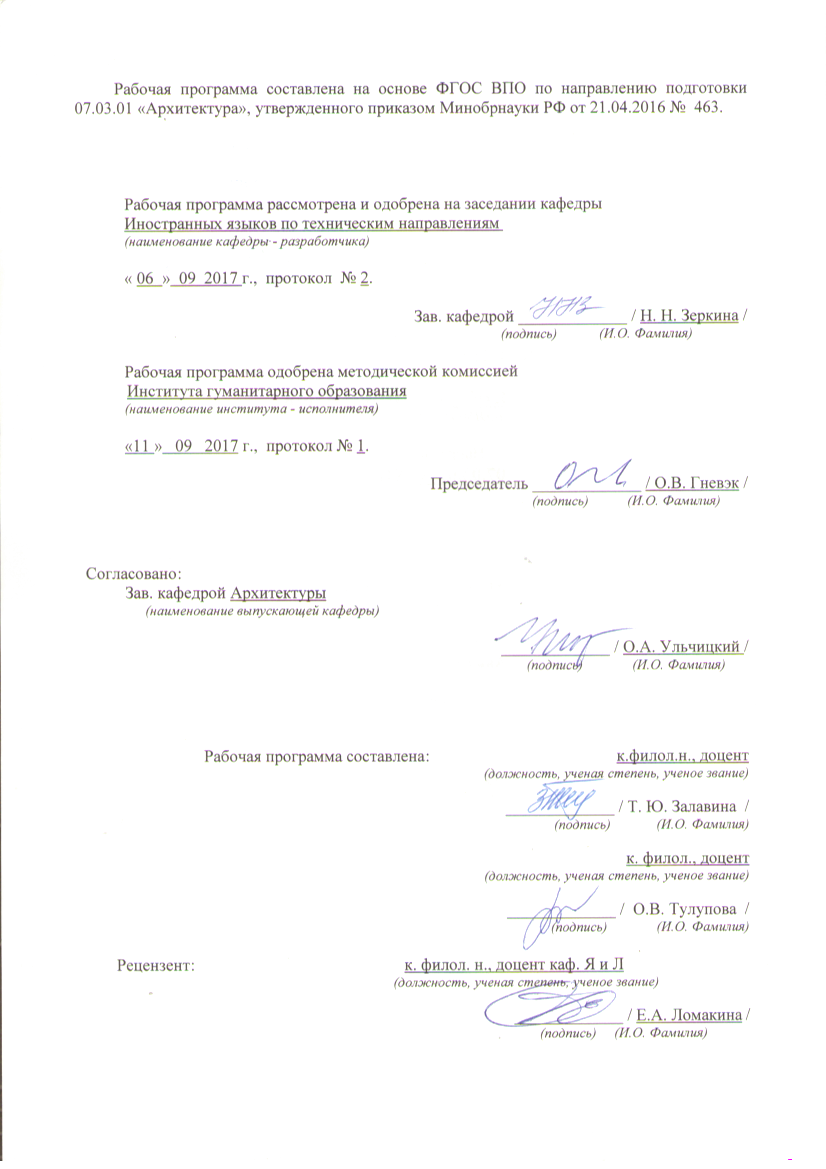 Рабочая программа составлена на основе ФГОС ВПО по направлению подготовки
07.03.01 «Архитектура», утвержденного приказом Минобрнауки РФ от 21.04.2016 № 463.
Рабочая программа рассмотрена и одобрена на заседании кафедры
Иностранных языков по техническим направлениям
(наименование кафедры - разработчика)
« 06 » 09 2017 г., протокол № 2.
Зав. кафедрой ____________ / Н. Н. Зеркина /
(подпись) (И.О. Фамилия)
Рабочая программа одобрена методической комиссией
Института гуманитарного образования
(наименование института - исполнителя)
«11 » 09 2017 г., протокол № 1.
Председатель ____________ / О.В. Гневэк /
(подпись) (И.О. Фамилия)
Согласовано:
Зав. кафедрой Архитектуры
(наименование выпускающей кафедры)
____________ / О.А. Ульчицкий /
(подпись) (И.О. Фамилия)
Рабочая программа составлена: к.филол.н., доцент
(должность, ученая степень, ученое звание)
____________ / Т. Ю. Залавина /
(подпись) (И.О. Фамилия)
к. филол., доцент
(должность, ученая степень, ученое звание)
____________ / О.В. Тулупова /
(подпись) (И.О. Фамилия)
Рецензент: к. филол. н., доцент каф. Я и Л
(должность, ученая степень, ученое звание)
____________ / Е.А. Ломакина /
(подпись) (И.О. Фамилия)